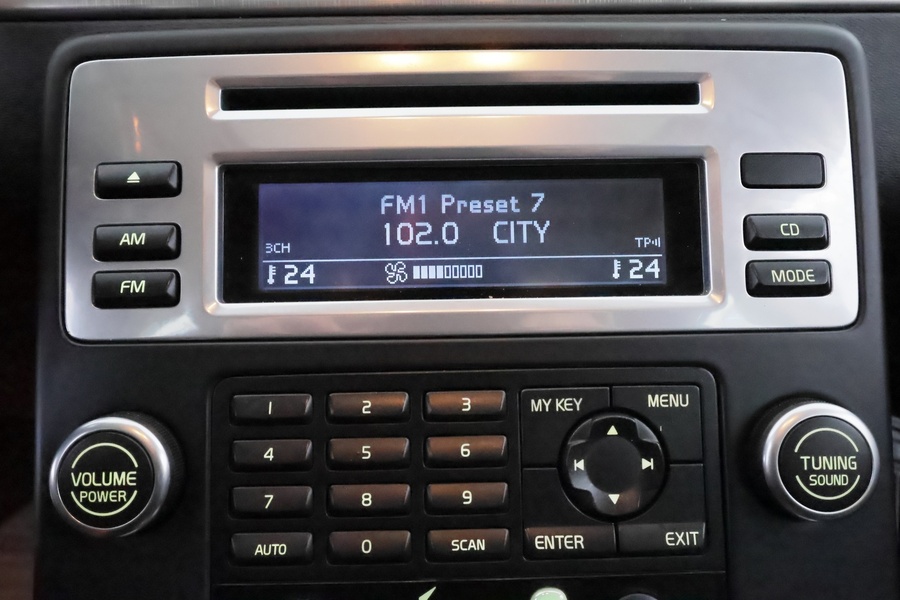 FM1 Preset 7
102.0 CITY
3CH TP
24 24
AM
FM
CD
MODE
1 2 3
4 5 6
7 8 9
AUTO 0 SCAN
MY KEY MENU
ENTER EXIT
VOLUME
POWER
TUNING
SOUND